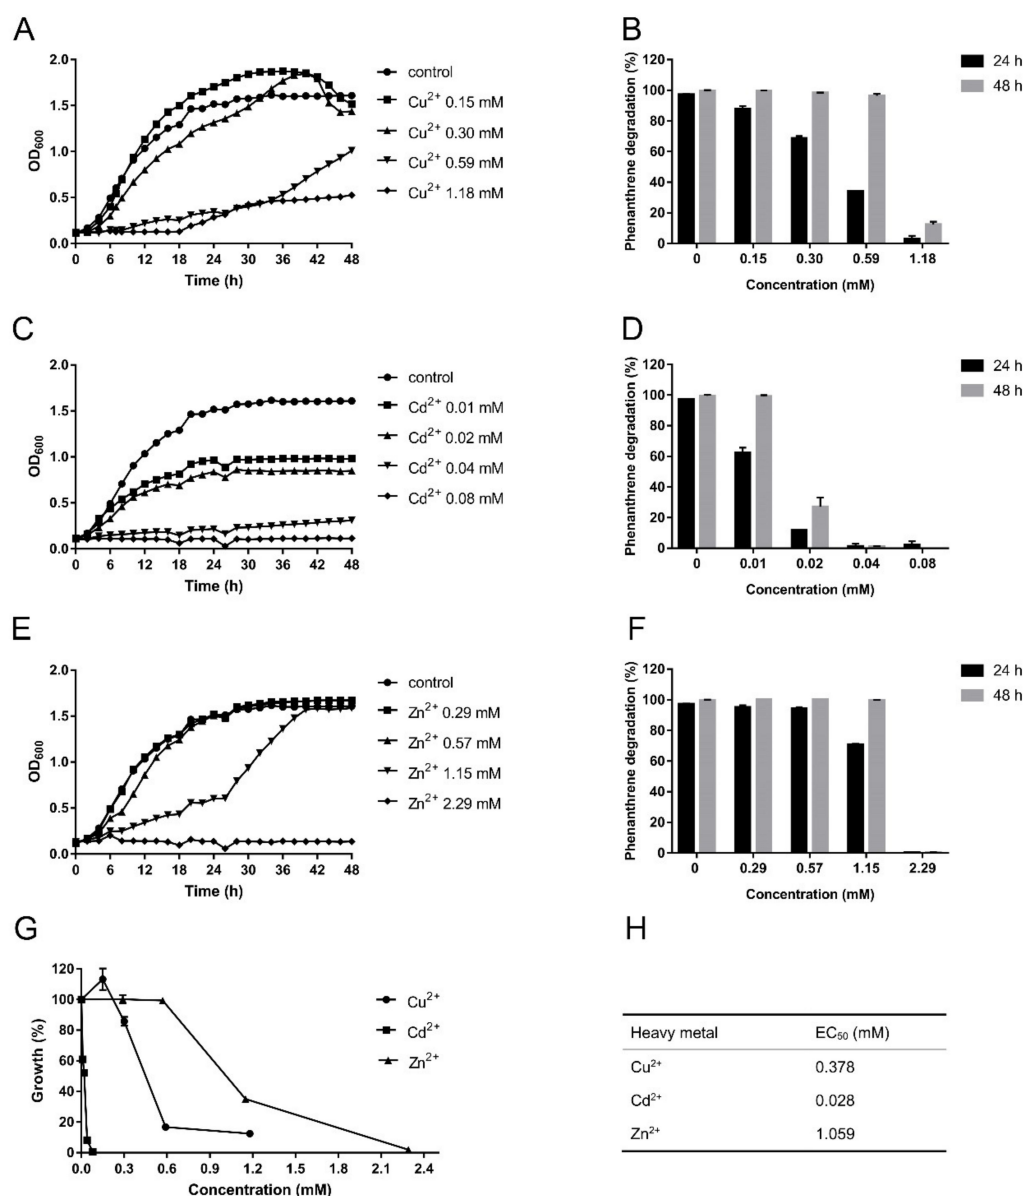 A
2.0
1.5
1.0
0.5
0.0
OD600
0 6 12 18 24 30 36 42 48
Time (h)
control
Cu2+ 0.15 mM
Cu2+ 0.30 mM
Cu2+ 0.59 mM
Cu2+ 1.18 mM
B
120
100
80
60
40
20
0
Phenanthrene degradation (%)
0 0.15 0.30 0.59 1.18
Concentration (mM)
24 h
48 h
C
2.0
1.5
1.0
0.5
0.0
OD600
0 6 12 18 24 30 36 42 48
Time (h)
control
Cd2+ 0.01 mM
Cd2+ 0.02 mM
Cd2+ 0.04 mM
Cd2+ 0.08 mM
D
120
100
80
60
40
20
0
Phenanthrene degradation (%)
0 0.01 0.02 0.04 0.08
Concentration (mM)
24 h
48 h
E
2.0
1.5
1.0
0.5
0.0
OD600
0 6 12 18 24 30 36 42 48
Time (h)
control
Zn2+ 0.29 mM
Zn2+ 0.57 mM
Zn2+ 1.15 mM
Zn2+ 2.29 mM
F
120
100
80
60
40
20
0
Phenanthrene degradation (%)
0 0.29 0.57 1.15 2.29
Concentration (mM)
24 h
48 h
G
120
100
80
60
40
20
0
Growth (%)
0.0 0.3 0.6 0.9 1.2 1.5 1.8 2.1 2.4
Concentration (mM)
Cu2+
Cd2+
Zn2+
H
Heavy metal EC50 (mM)
Cu2+ 0.378
Cd2+ 0.028
Zn2+ 1.059